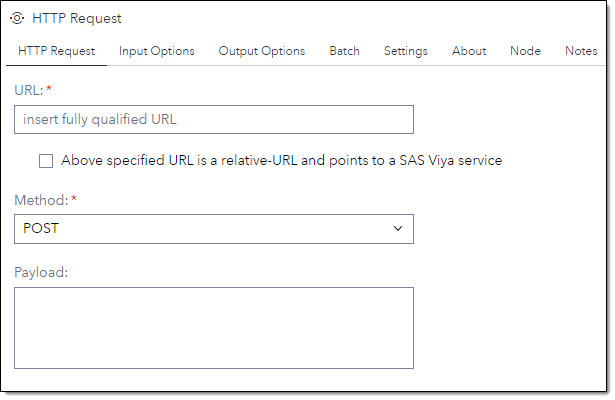 HTTP Request
HTTP Request Input Options Output Options Batch Settings About Node Notes
URL: *
insert fully qualified URL
Above specified URL is a relative-URL and points to a SAS Viya service
Method: *
POST
Payload: